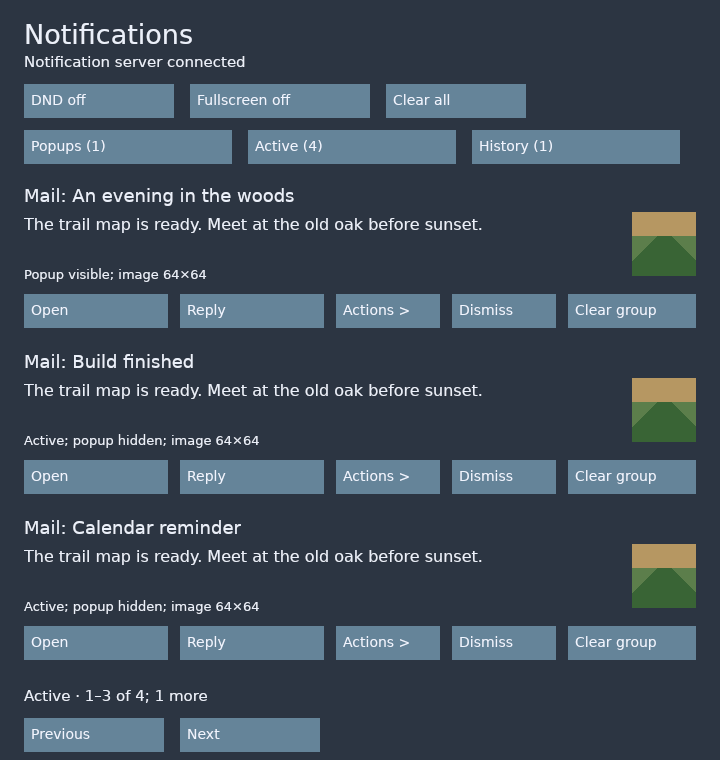 Notifications
Notification server connected
DND off Fullscreen off Clear all
Popups (1) Active (4) History (1)
Mail: An evening in the woods
The trail map is ready. Meet at the old oak before sunset.
Popup visible; image 64×64
Open Reply Actions > Dismiss Clear group
Mail: Build finished
The trail map is ready. Meet at the old oak before sunset.
Active; popup hidden; image 64×64
Open Reply Actions > Dismiss Clear group
Mail: Calendar reminder
The trail map is ready. Meet at the old oak before sunset.
Active; popup hidden; image 64×64
Open Reply Actions > Dismiss Clear group
Active · 1–3 of 4; 1 more
Previous Next